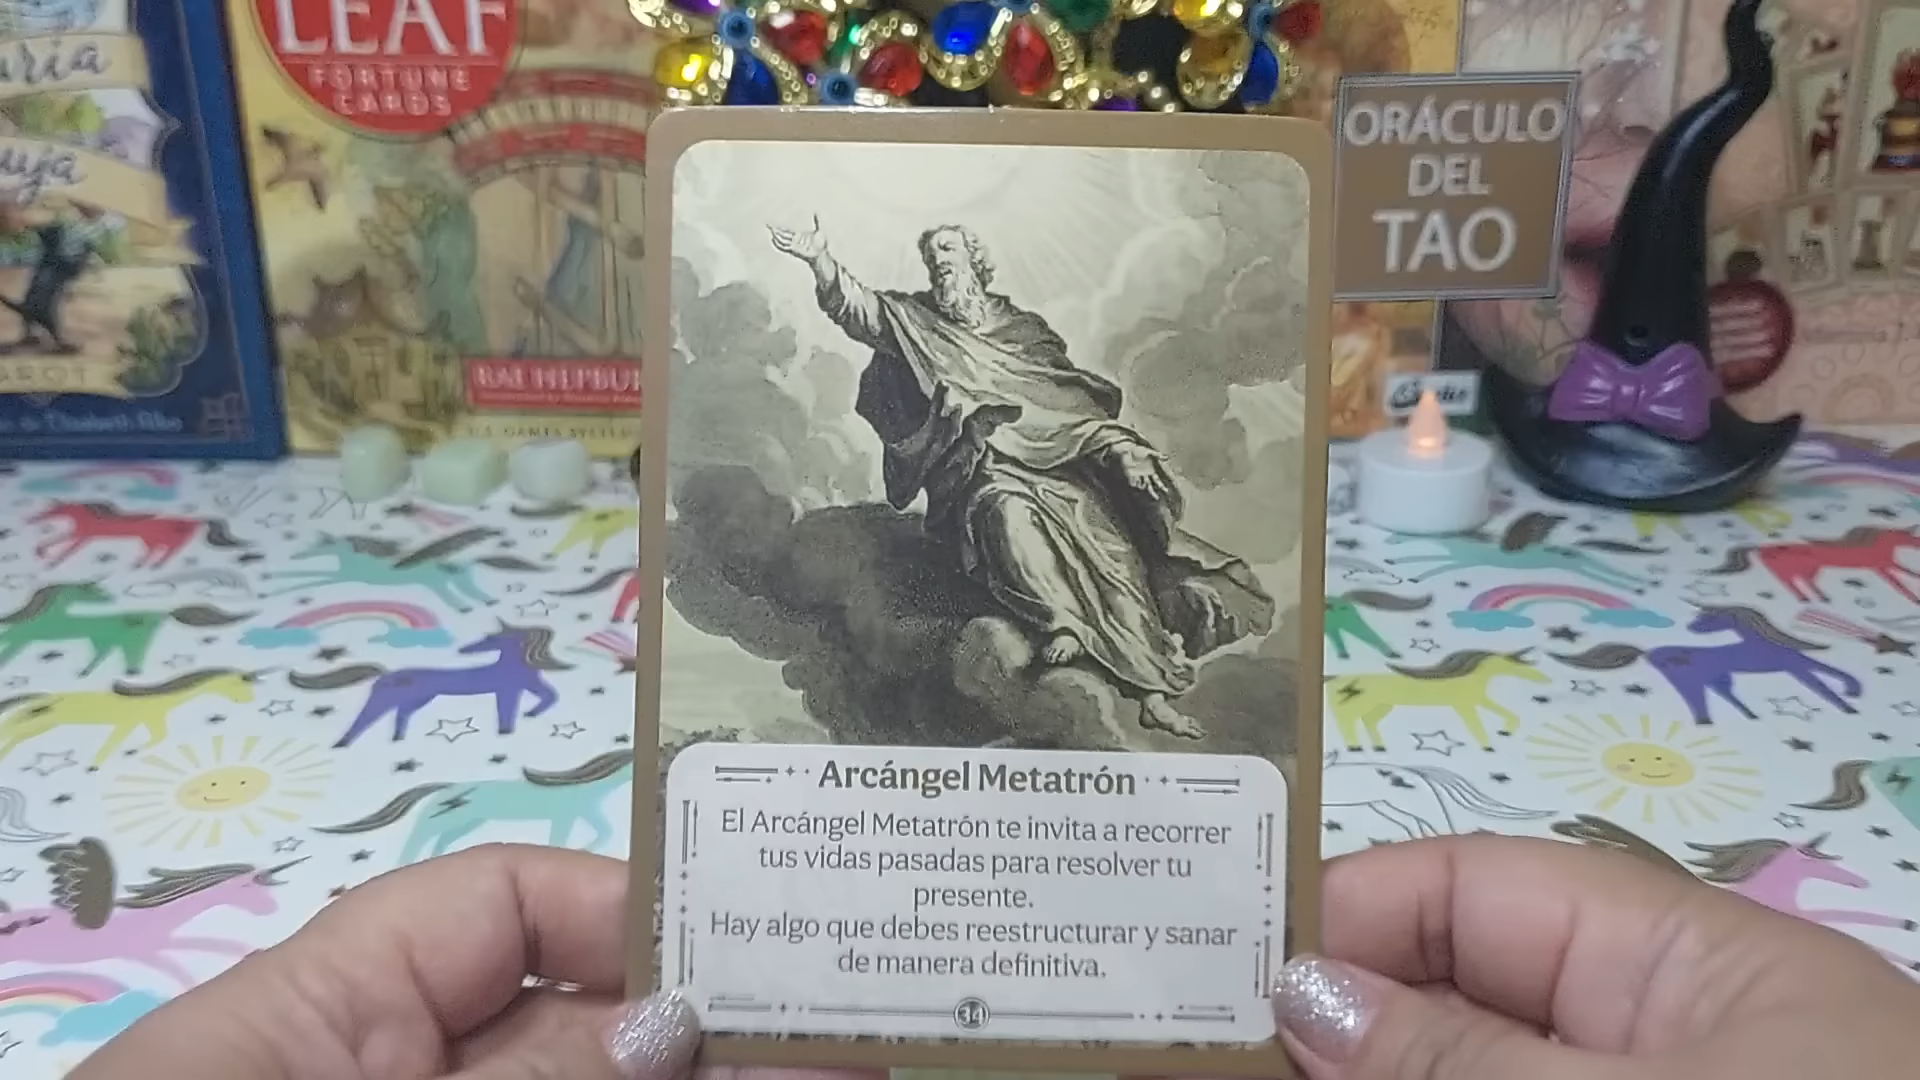 LEAF
FORTUNE
CARDS
ORÁCULO
DEL
TAO
Arcángel Metatrón
El Arcángel Metatrón te invita a recorrer
tus vidas pasadas para resolver tu
presente.
Hay algo que debes reestructurar y sanar
de manera definitiva.
34